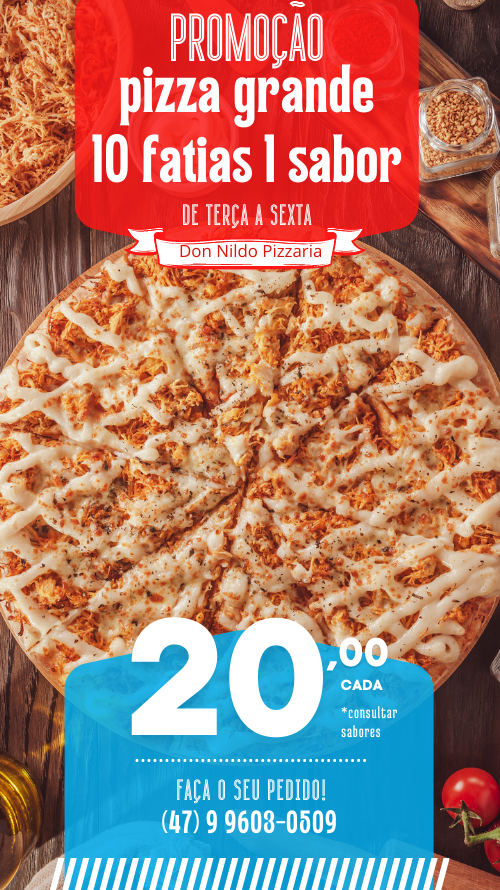 PROMOÇÃO
pizza grande
10 fatias 1 sabor
DE TERÇA A SEXTA
Don Nildo Pizzaria
20,00
CADA
*consultar
sabores
FAÇA O SEU PEDIDO!
(47) 9 9603-0509